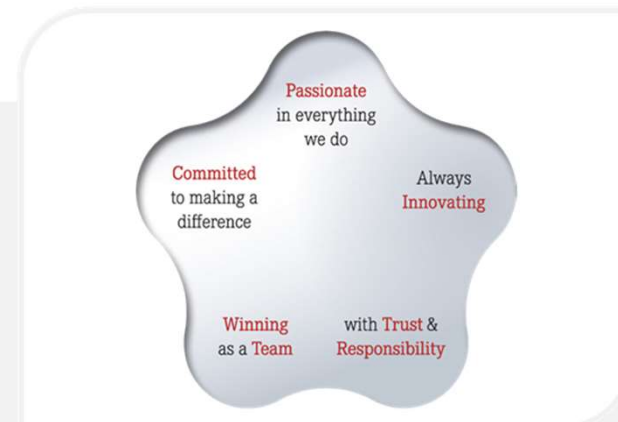 Passionate
in everything
we do
Committed
to making a
difference
Always
Innovating
Winning
as a Team
with Trust &
Responsibility